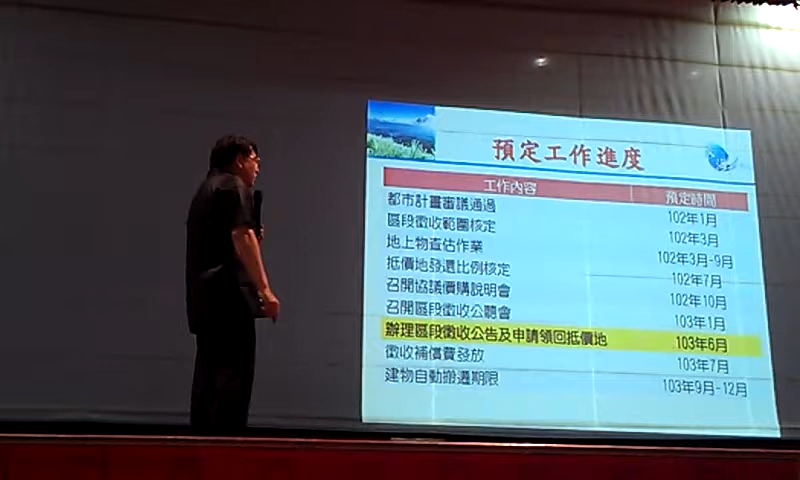 預定工作進度
工作內容 預定時間
都市計畫審議通過 102年1月
區段徵收範圍核定 102年3月
地上物查估作業 102年3月-9月
抵價地發還比例核定 102年7月
召開協議價購說明會 102年10月
召開區段徵收公聽會 103年1月
辦理區段徵收公告及申請領回抵價地 103年6月
徵收補償費發放 103年7月
建物自動搬遷期限 103年9月-12月